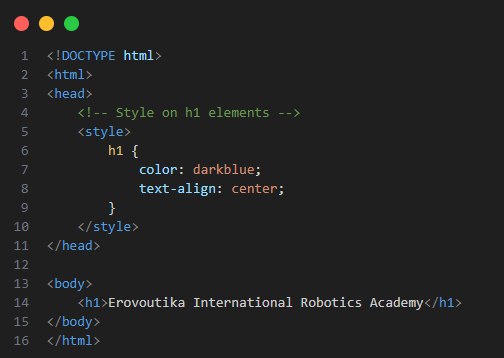 1 <!DOCTYPE html>
2 <html>
3 <head>
4     <!-- Style on h1 elements -->
5     <style>
6         h1 {
7             color: darkblue;
8             text-align: center;
9         }
10     </style>
11 </head>
12
13 <body>
14     <h1>Erovoutika International Robotics Academy</h1>
15 </body>
16 </html>